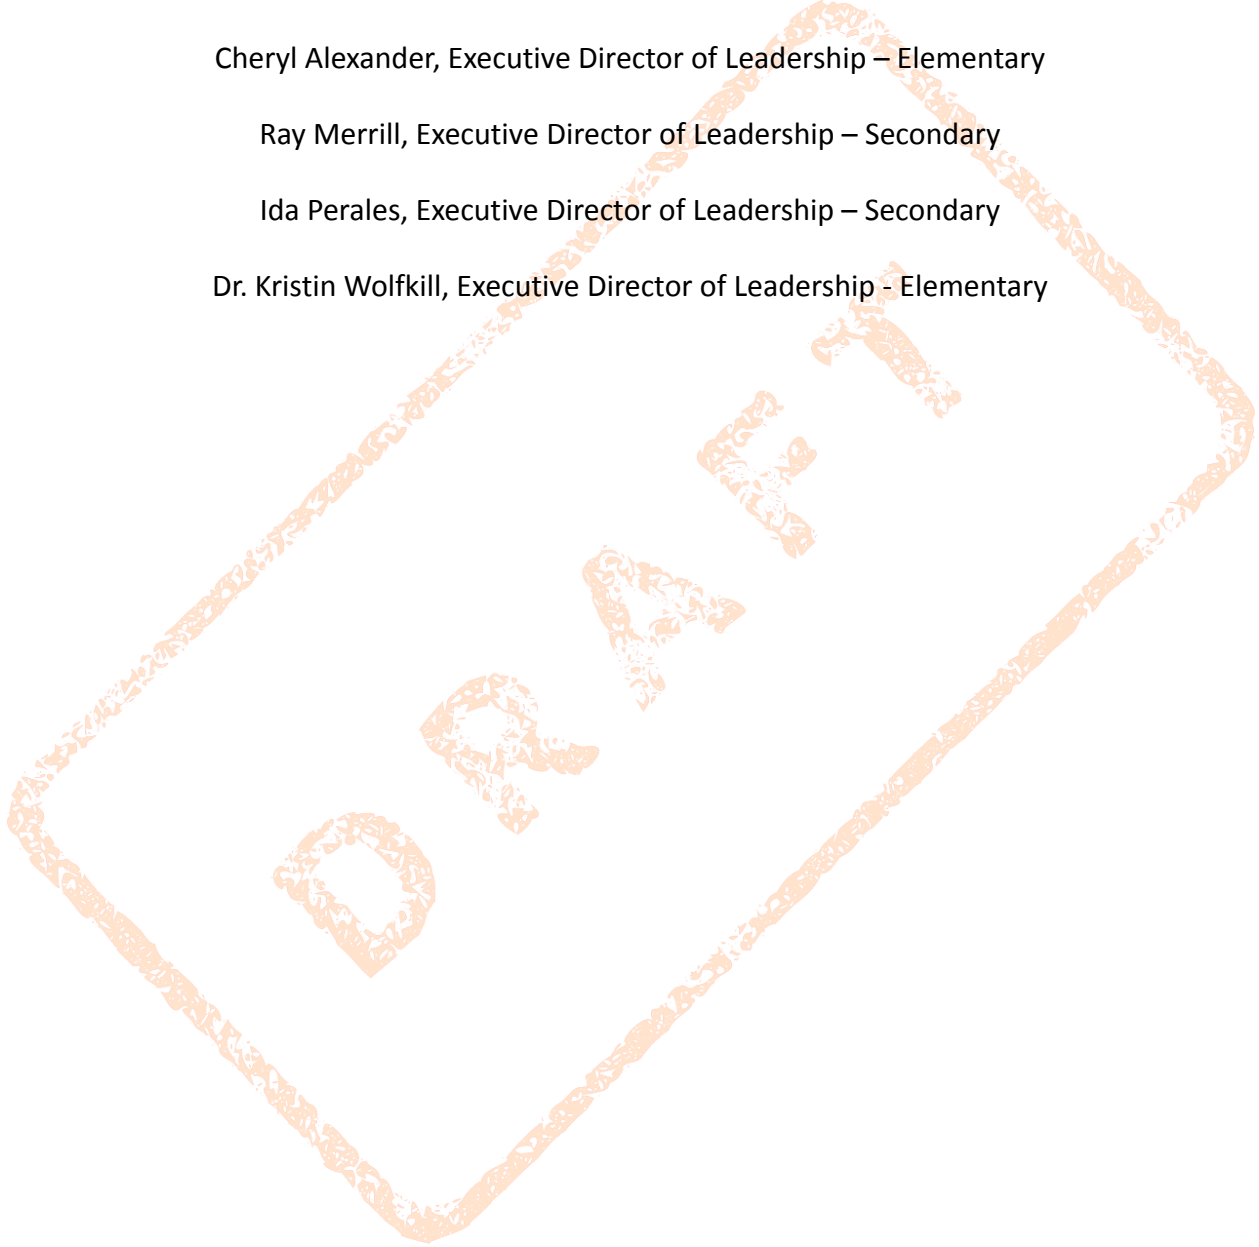 Cheryl Alexander, Executive Director of Leadership – Elementary
Ray Merrill, Executive Director of Leadership – Secondary
Ida Perales, Executive Director of Leadership – Secondary
Dr. Kristin Wolfkill, Executive Director of Leadership - Elementary
DRAFT